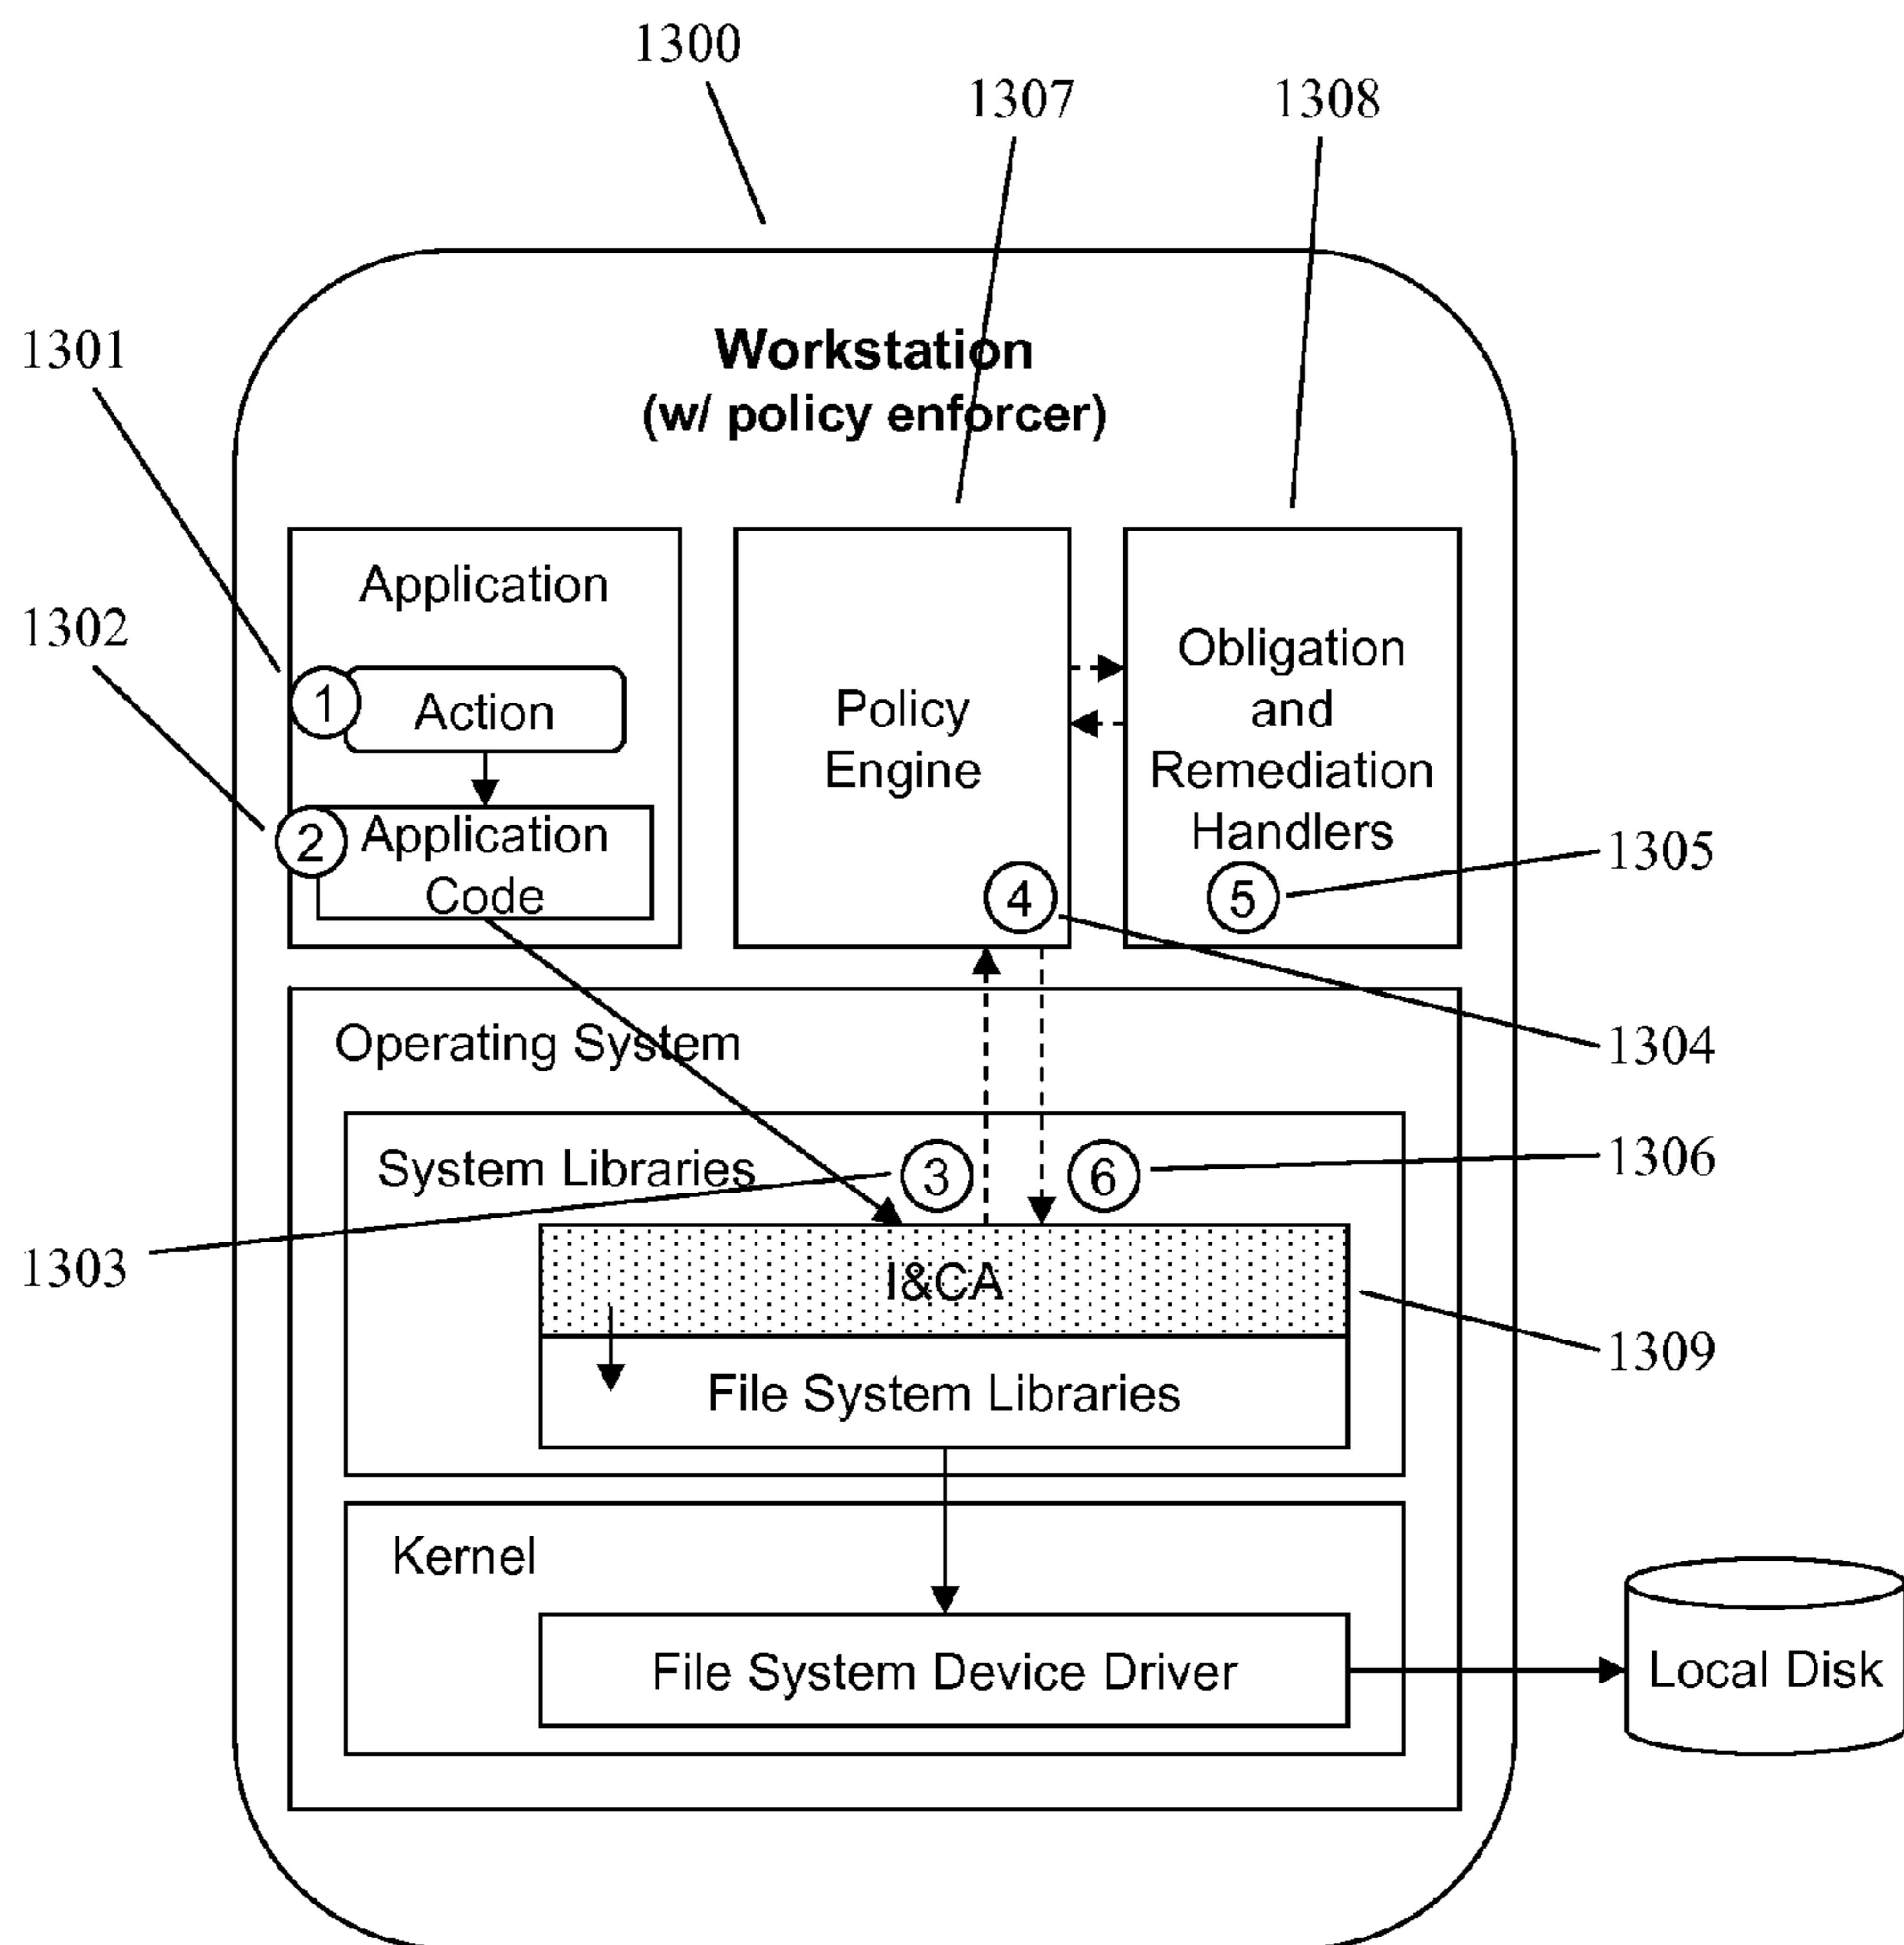 1300
1307
1308
1301
Workstation
(w/ policy enforcer)
1302
Application
1
Action
2
Application
Code
Policy
Engine
4
Obligation
and
Remediation
Handlers
5
1305
1304
Operating System
System Libraries
3
6
1306
1303
I&CA
1309
File System Libraries
Kernel
File System Device Driver
Local Disk